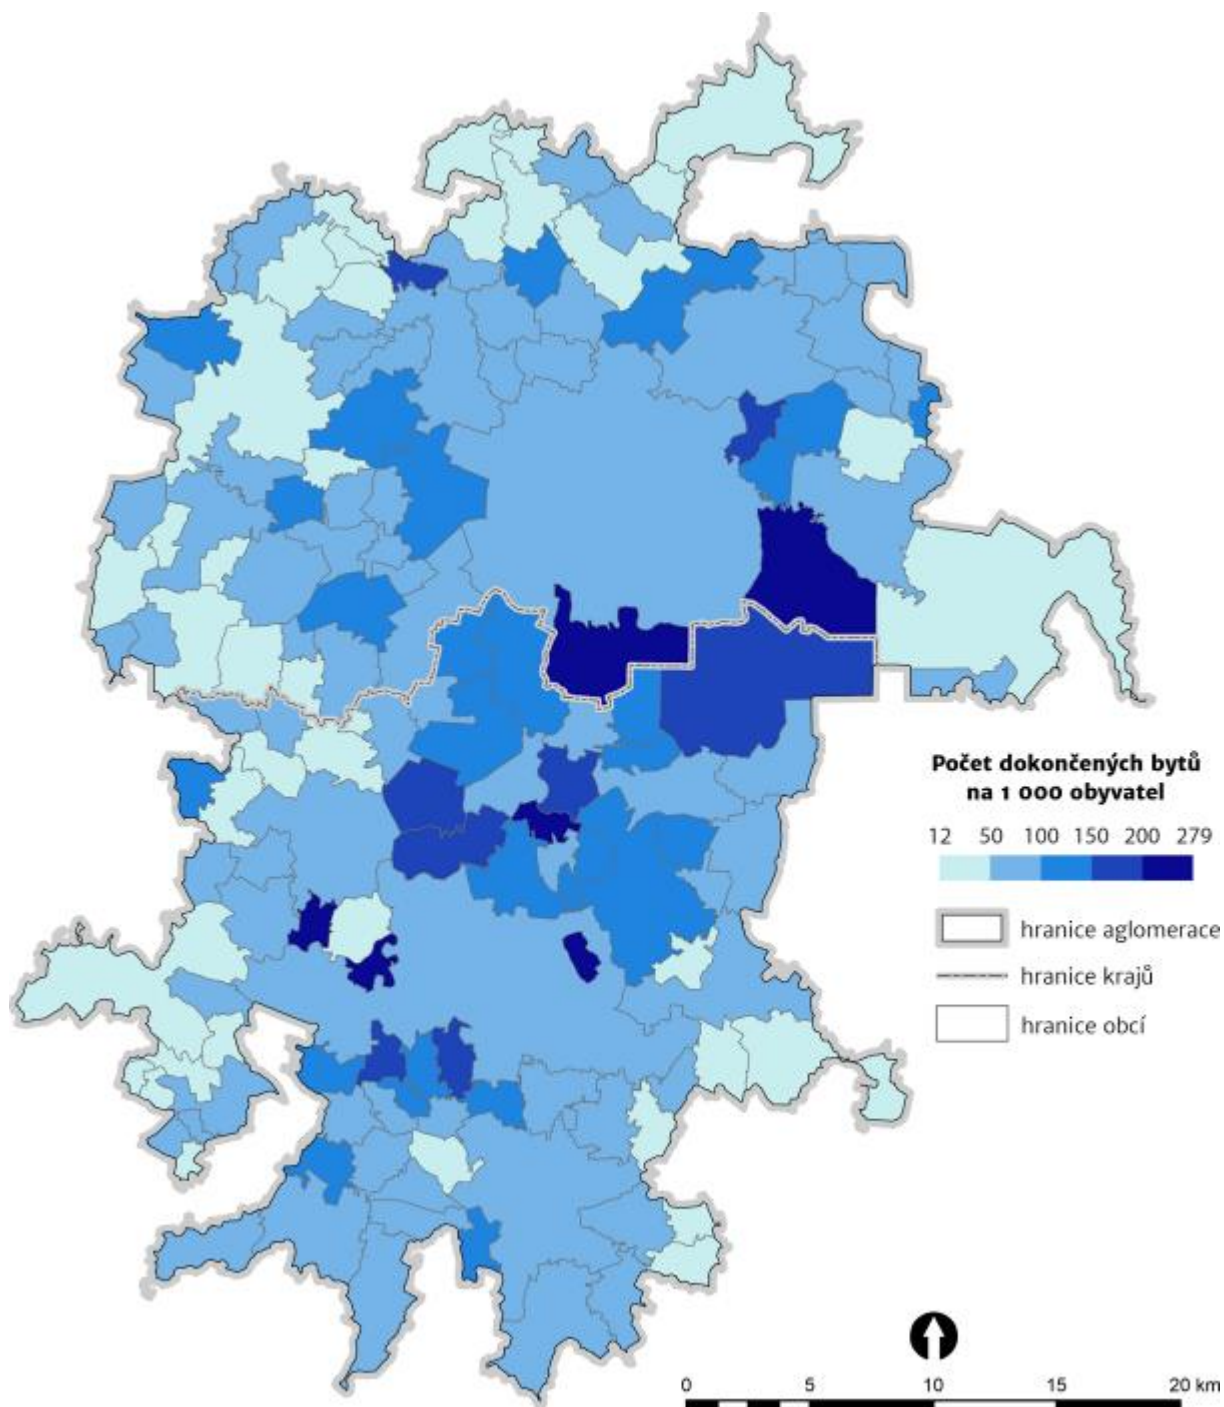 Počet dokončených bytů
na 1 000 obyvatel
12 50 100 150 200 279
hranice aglomerace
hranice krajů
hranice obcí
0 5 10 15 20 km